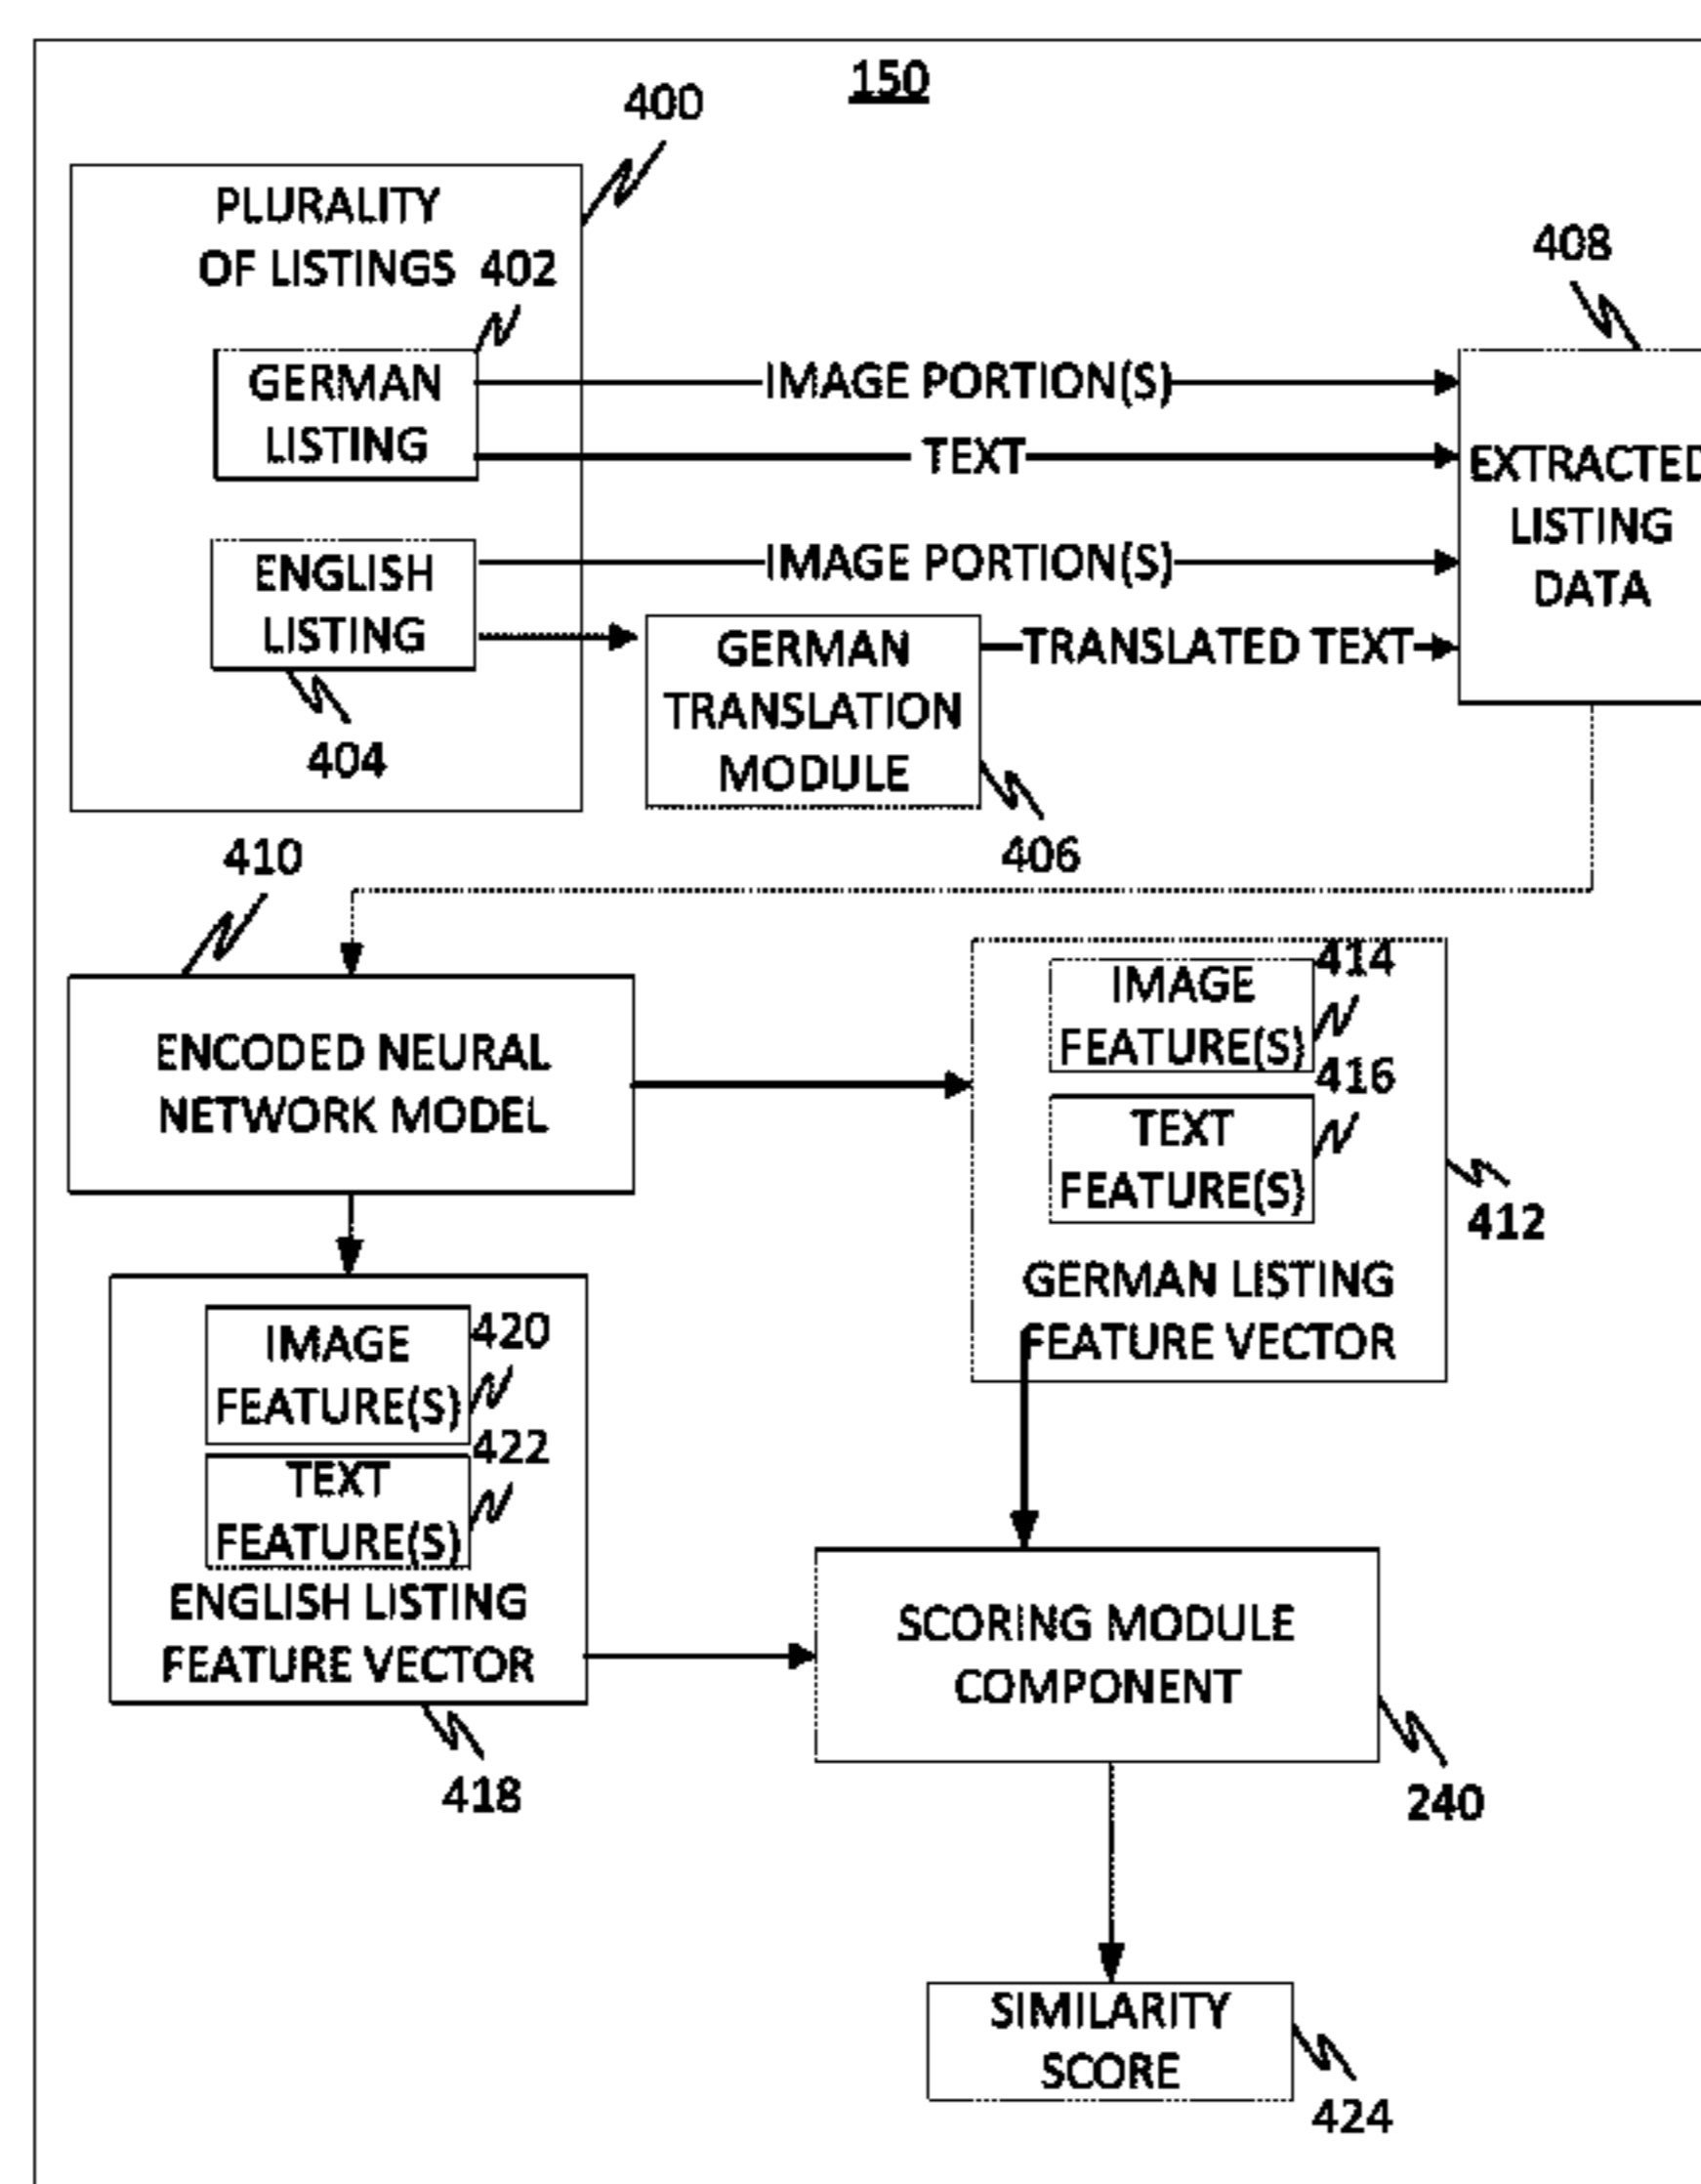 150
400
PLURALITY
OF LISTINGS 402
408
GERMAN
LISTING
IMAGE PORTION(S)
TEXT
EXTRACTED
LISTING
DATA
ENGLISH
LISTING
IMAGE PORTION(S)
GERMAN
TRANSLATION
MODULE
TRANSLATED TEXT
404
406
410
ENCODED NEURAL
NETWORK MODEL
414
IMAGE
FEATURE(S)
416
TEXT
FEATURE(S)
412
GERMAN LISTING
FEATURE VECTOR
420
IMAGE
FEATURE(S)
422
TEXT
FEATURE(S)
ENGLISH LISTING
FEATURE VECTOR
418
SCORING MODULE
COMPONENT
240
SIMILARITY
SCORE
424